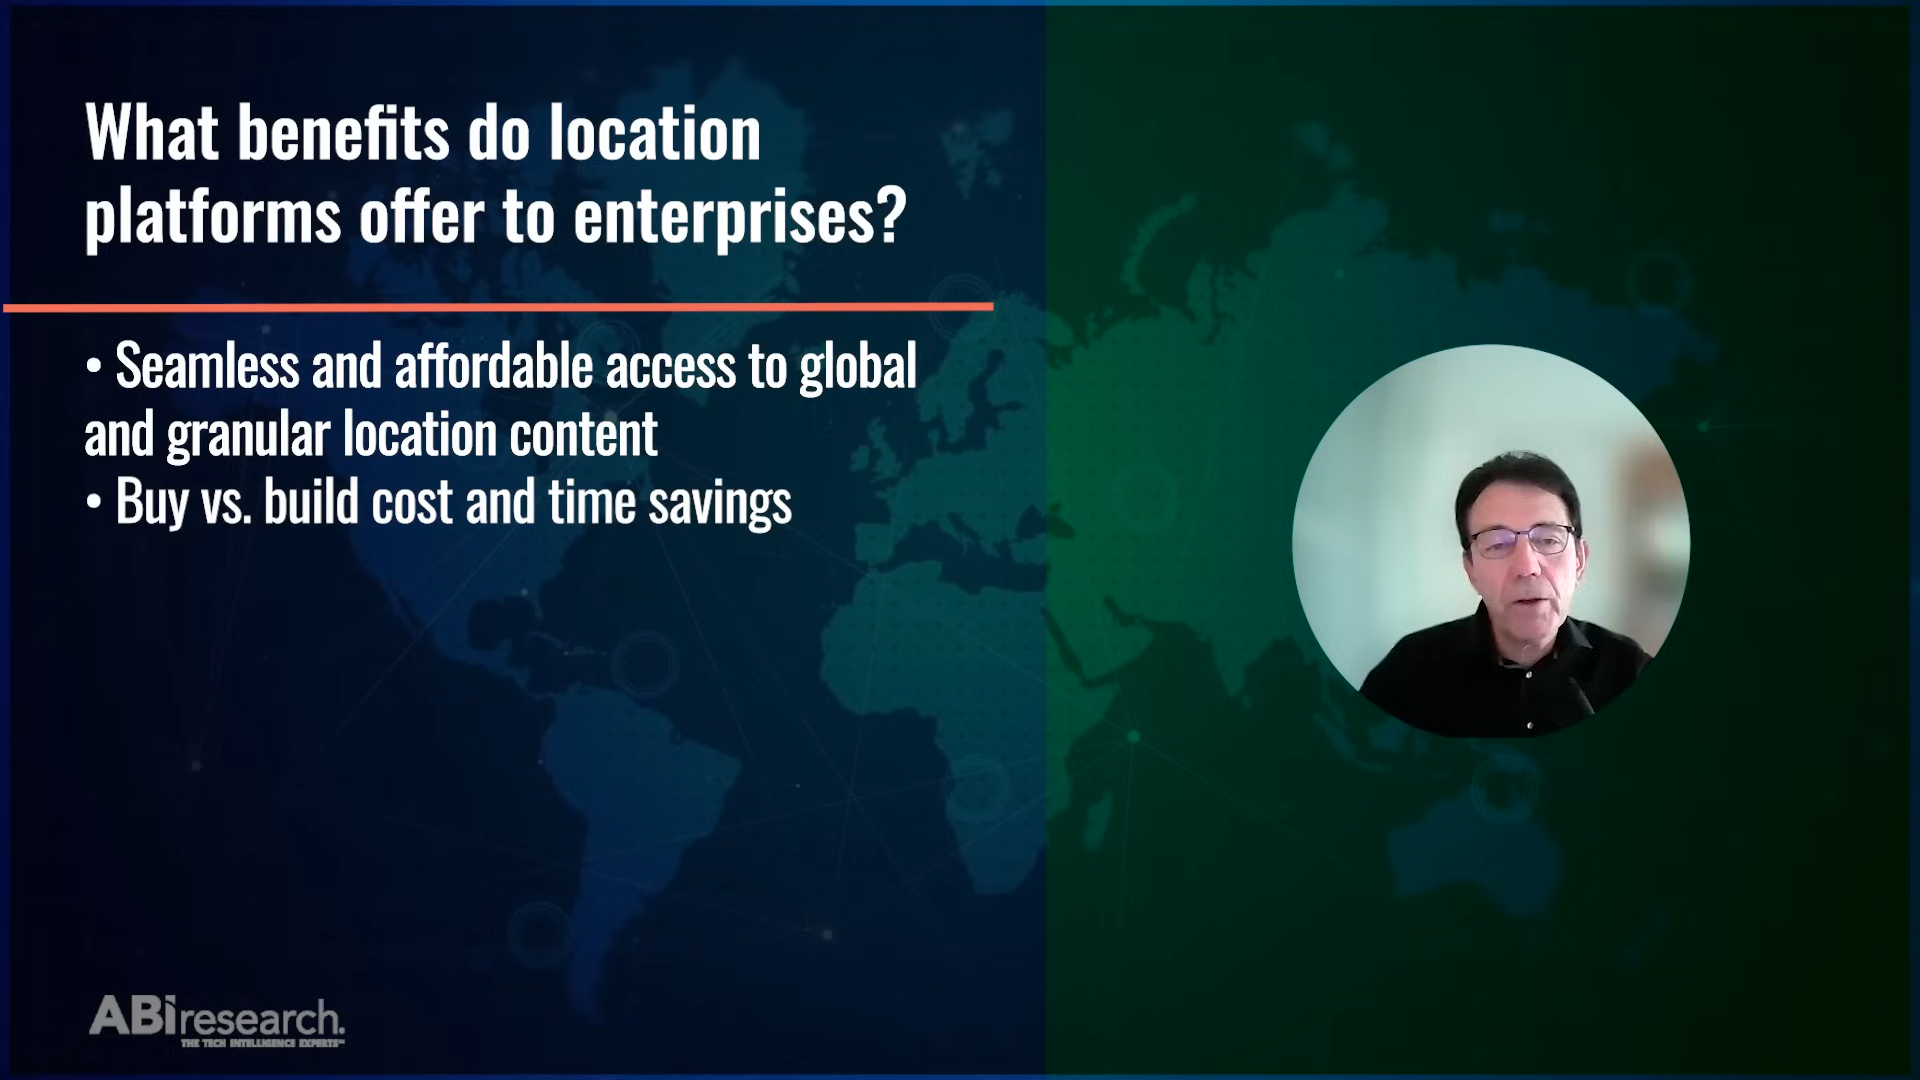 What benefits do location
platforms offer to enterprises?
• Seamless and affordable access to global
and granular location content
• Buy vs. build cost and time savings
ABiresearch.
THE TECH INTELLIGENCE EXPERTS℠